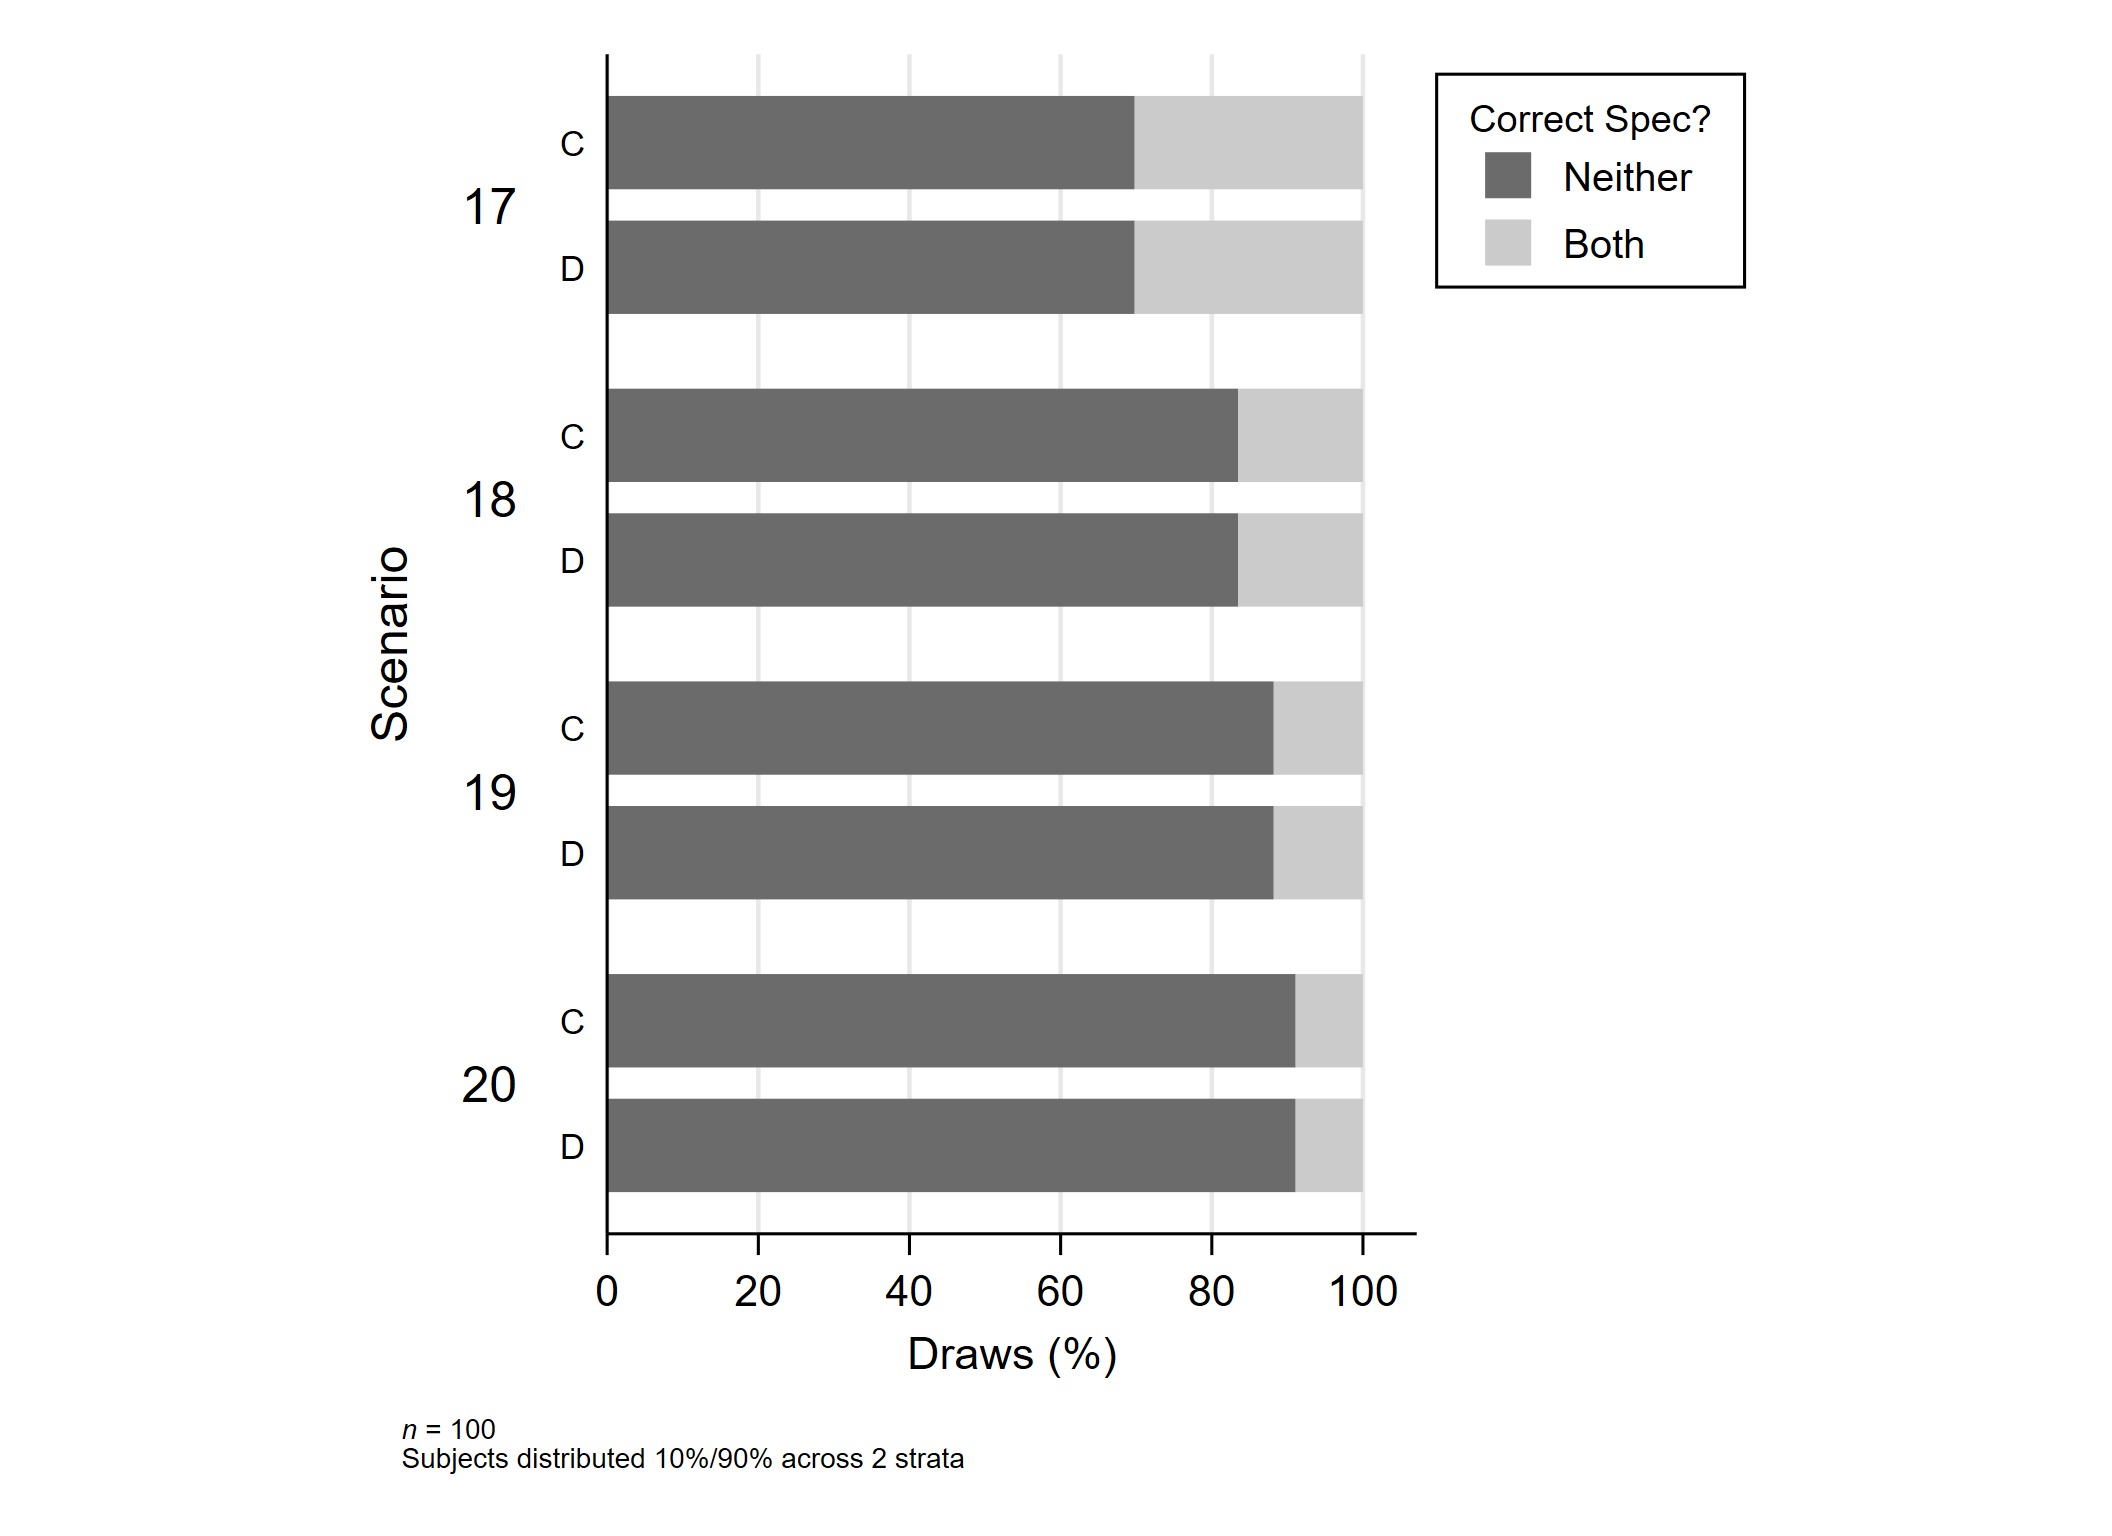 Correct Spec?
Neither
Both
Scenario
17
C
D
18
C
D
19
C
D
20
C
D
0 20 40 60 80 100
Draws (%)
n = 100
Subjects distributed 10%/90% across 2 strata